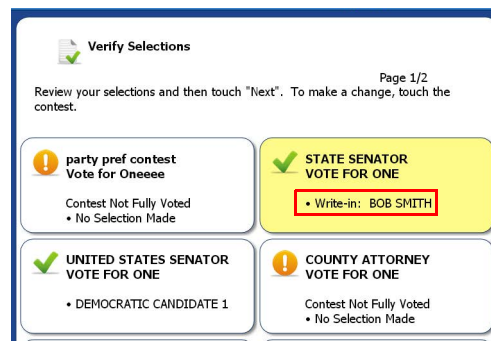 Verify Selections
Page 1/2
Review your selections and then touch "Next". To make a change, touch the
contest.
party pref contest
Vote for Oneeee
Contest Not Fully Voted
• No Selection Made
STATE SENATOR
VOTE FOR ONE
• Write-in: BOB SMITH
UNITED STATES SENATOR
VOTE FOR ONE
• DEMOCRATIC CANDIDATE 1
COUNTY ATTORNEY
VOTE FOR ONE
Contest Not Fully Voted
• No Selection Made